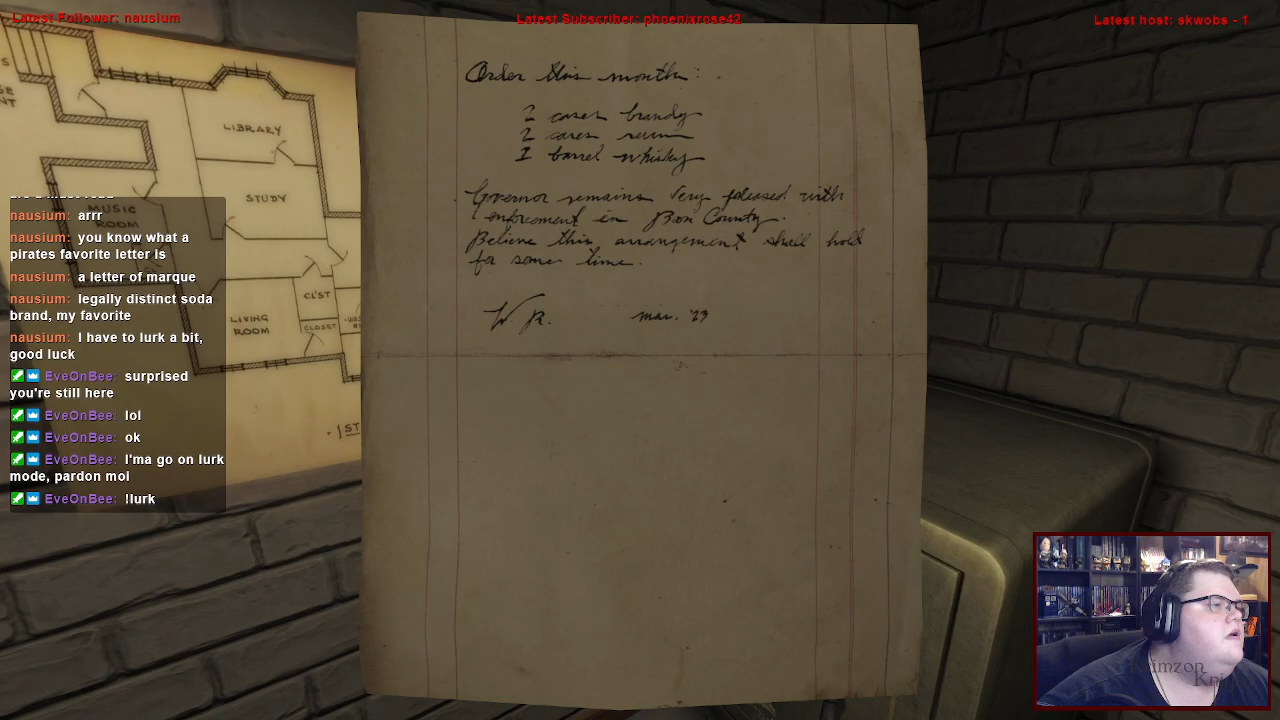 Latest Follower: nausium
Latest Subscriber: phoenixrose42
Latest host: skwobs - 1
LIBRARY
STUDY
MUSIC
ROOM
CL'ST
LIVING
ROOM
CLOSET
1ST
nausium: arrr
nausium: you know what a
pirates favorite letter is
nausium: a letter of marque
nausium: legally distinct soda
brand, my favorite
nausium: I have to lurk a bit,
good luck
EveOnBee: surprised
you're still here
EveOnBee: lol
EveOnBee: ok
EveOnBee: I'ma go on lurk
mode, pardon moi
EveOnBee: !lurk
Order this month:
2 cases brandy
2 cases rum
1 barrel whisky
Governor remains very pleased with
enforcement in Bon County.
Believe this arrangement shall hold
for some time.
W. R. mar. '23